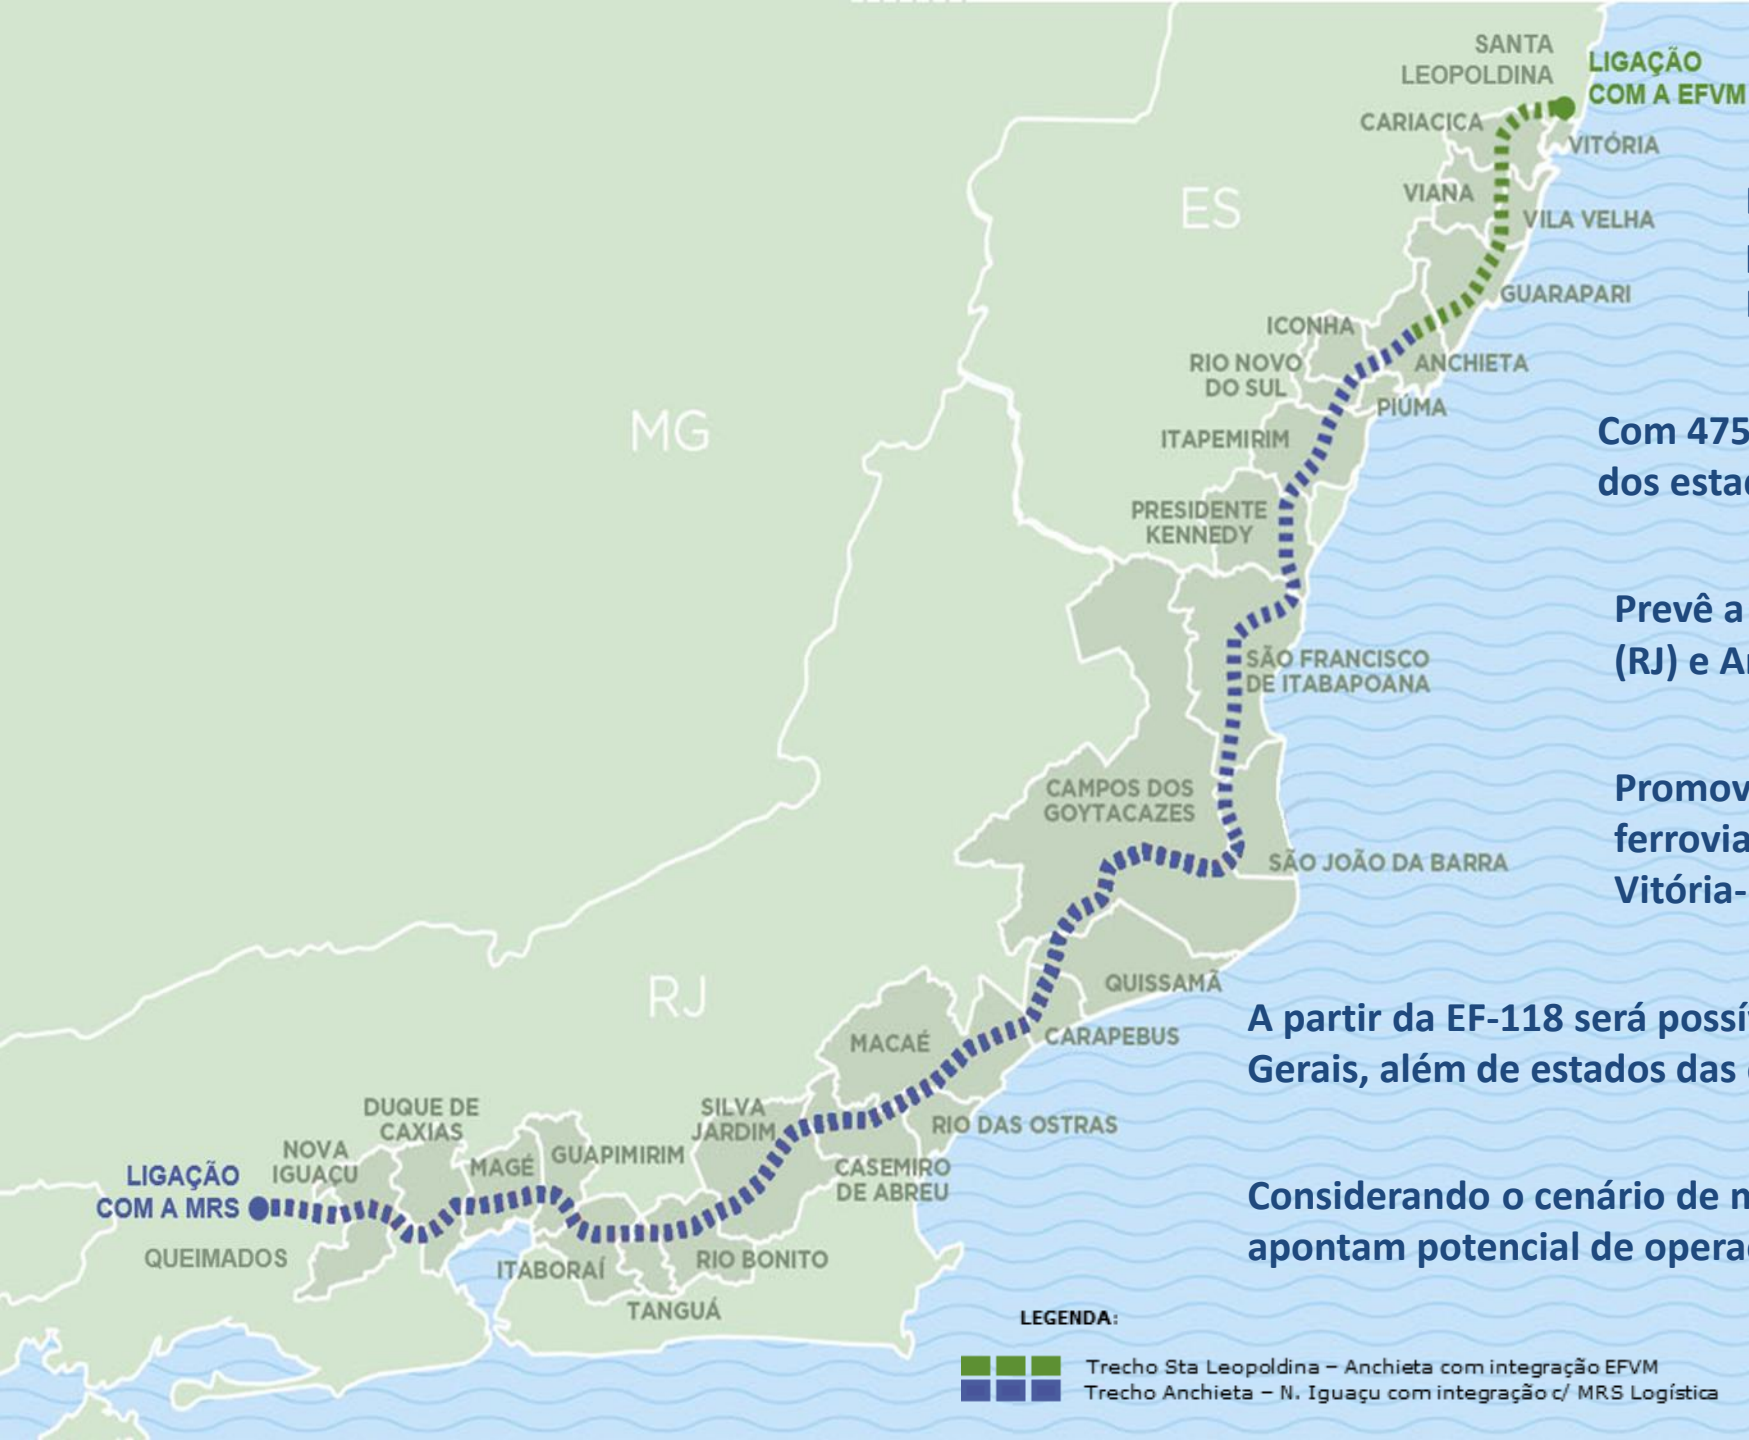 SANTA
LEOPOLDINA
LIGAÇÃO
COM A EFVM
CARIACICA
VITÓRIA
VIANA
ES
VILA VELHA
GUARAPARI
ICONHA
RIO NOVO
DO SUL
ANCHIETA
PIÚMA
MG
ITAPEMIRIM
Com 475
dos estad
PRESIDENTE
KENNEDY
Prevê a
(RJ) e A
SÃO FRANCISCO
DE ITABAPOANA
CAMPOS DOS
GOYTACAZES
Promov
ferrovia
Vitória-
SÃO JOÃO DA BARRA
RJ
QUISSAMÃ
MACAÉ
CARAPEBUS
A partir da EF-118 será possí
Gerais, além de estados das
DUQUE DE
CAXIAS
SILVA
JARDIM
RIO DAS OSTRAS
NOVA
IGUAÇU
MAGÉ
GUAPIMIRIM
CASEMIRO
DE ABREU
LIGAÇÃO
COM A MRS
Considerando o cenário de m
apontam potencial de opera
QUEIMADOS
ITABORAÍ
RIO BONITO
TANGUÁ
LEGENDA:
Trecho Sta Leopoldina – Anchieta com integração EFVM
Trecho Anchieta – N. Iguaçu com integração c/ MRS Logística